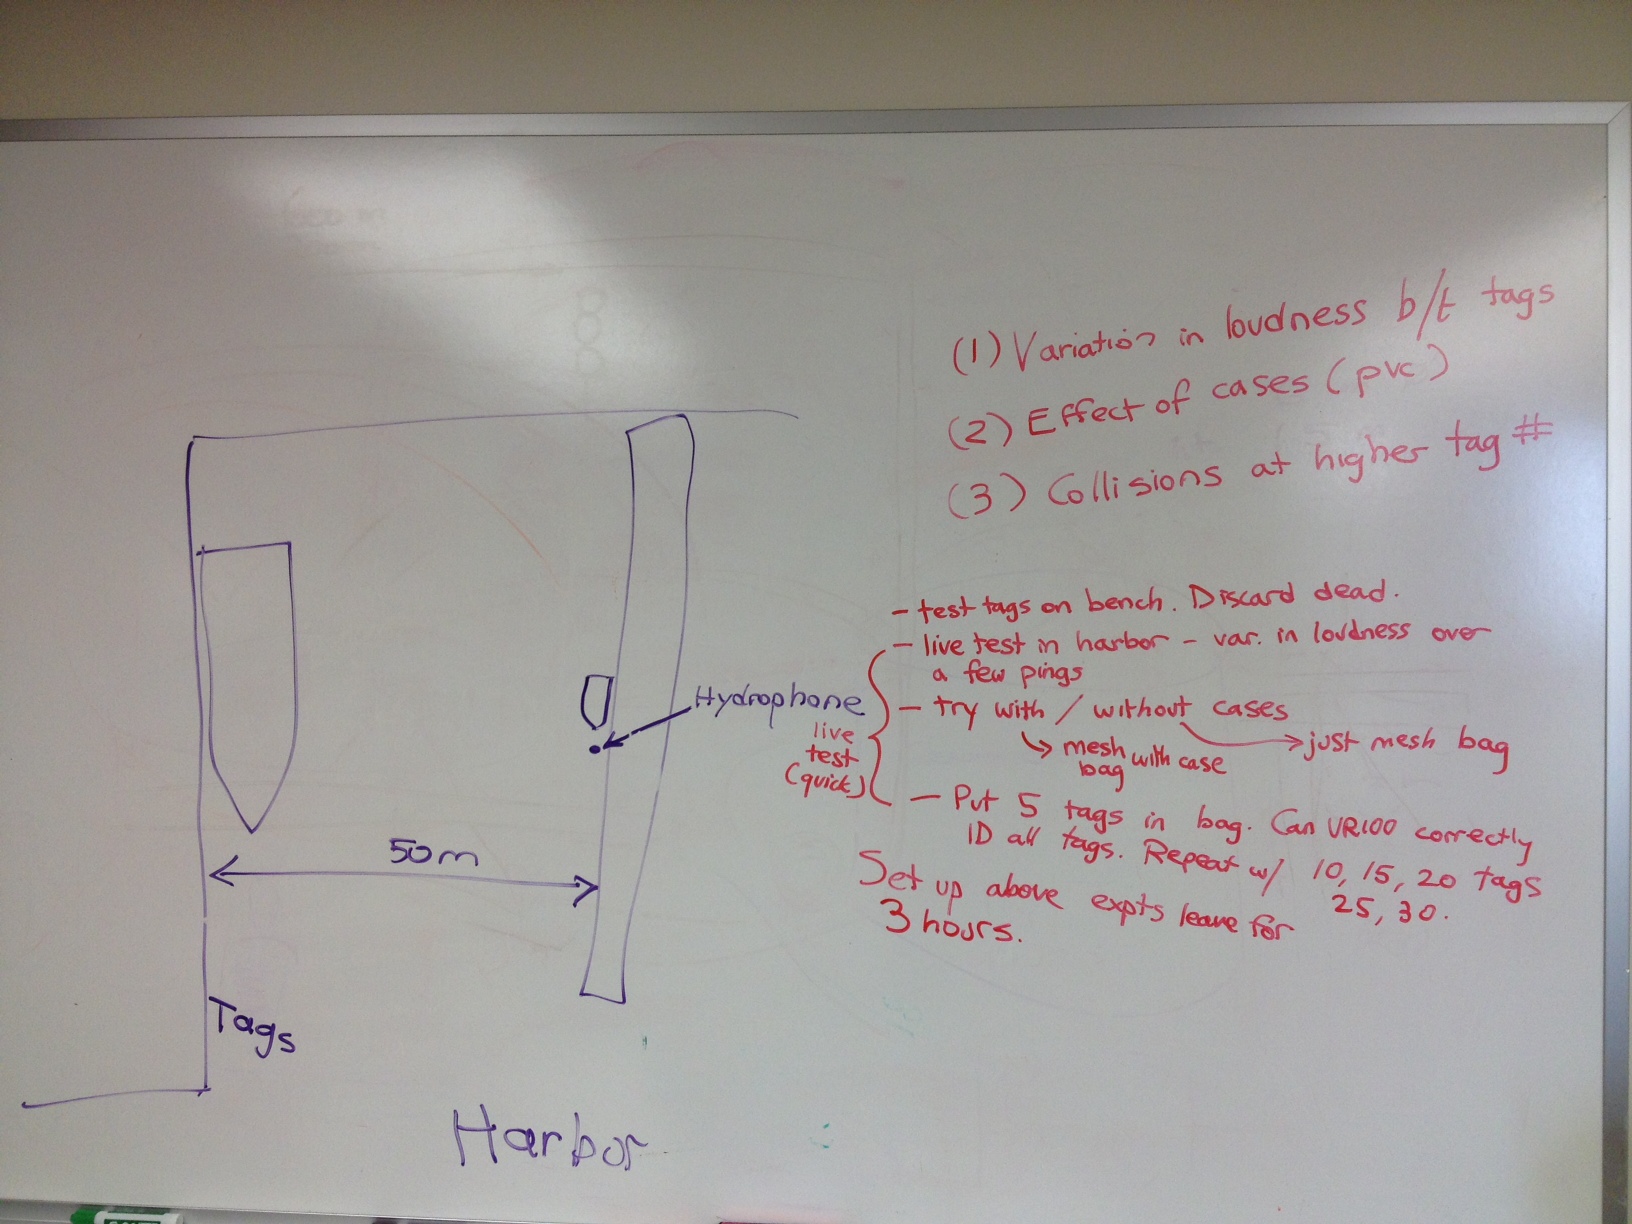 (1) Variation in loudness b/t tags
(2) Effect of cases (pvc)
(3) Collisions at higher tag #
- test tags on bench. Discard dead.
- live test in harbor - var. in loudness over
a few pings
- try with / without cases
mesh bag with case
just mesh bag
- Put 5 tags in bag. Can VR100 correctly
ID all tags. Repeat w/ 10, 15, 20 tags
25, 30.
live
test
(quick)
Set up above expts leave for
3 hours.
Hydrophone
50m
Tags
Harbor